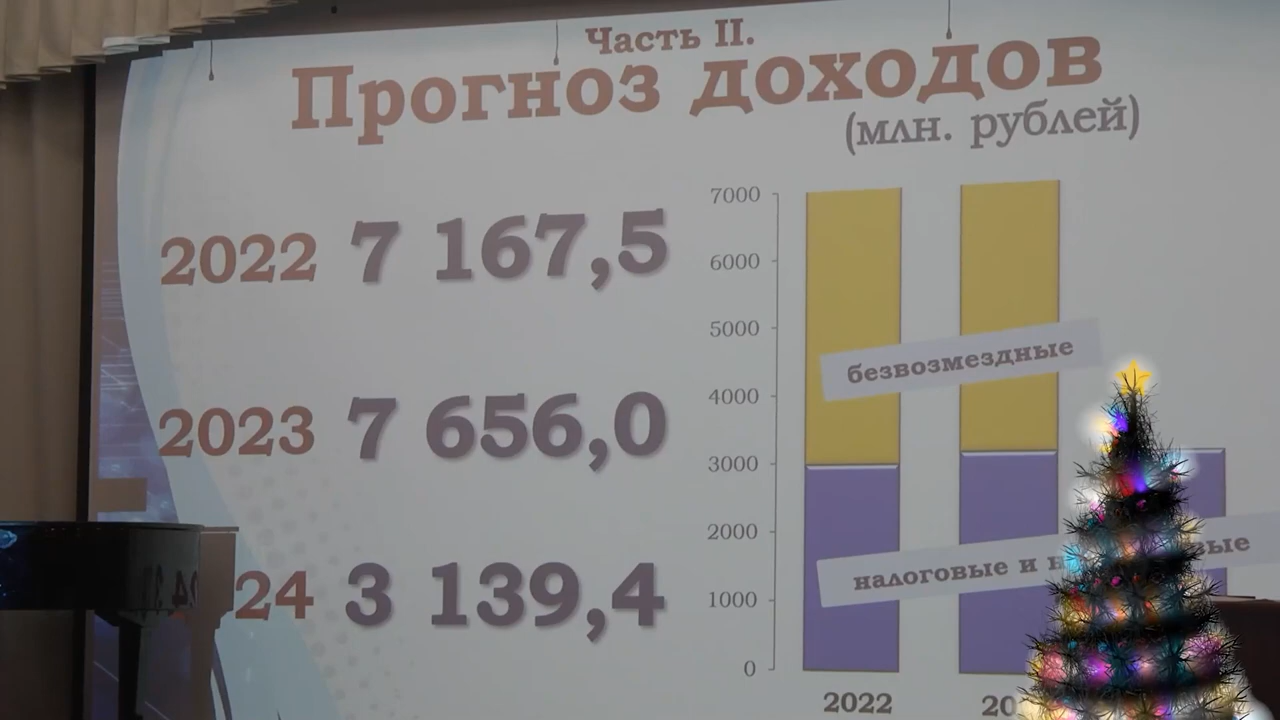 Часть II.
Прогноз доходов
(млн. рублей)
2022 7 167,5
2023 7 656,0
24 3 139,4
7000
6000
5000
4000
3000
2000
1000
0
безвозмездные
налоговые и
2022